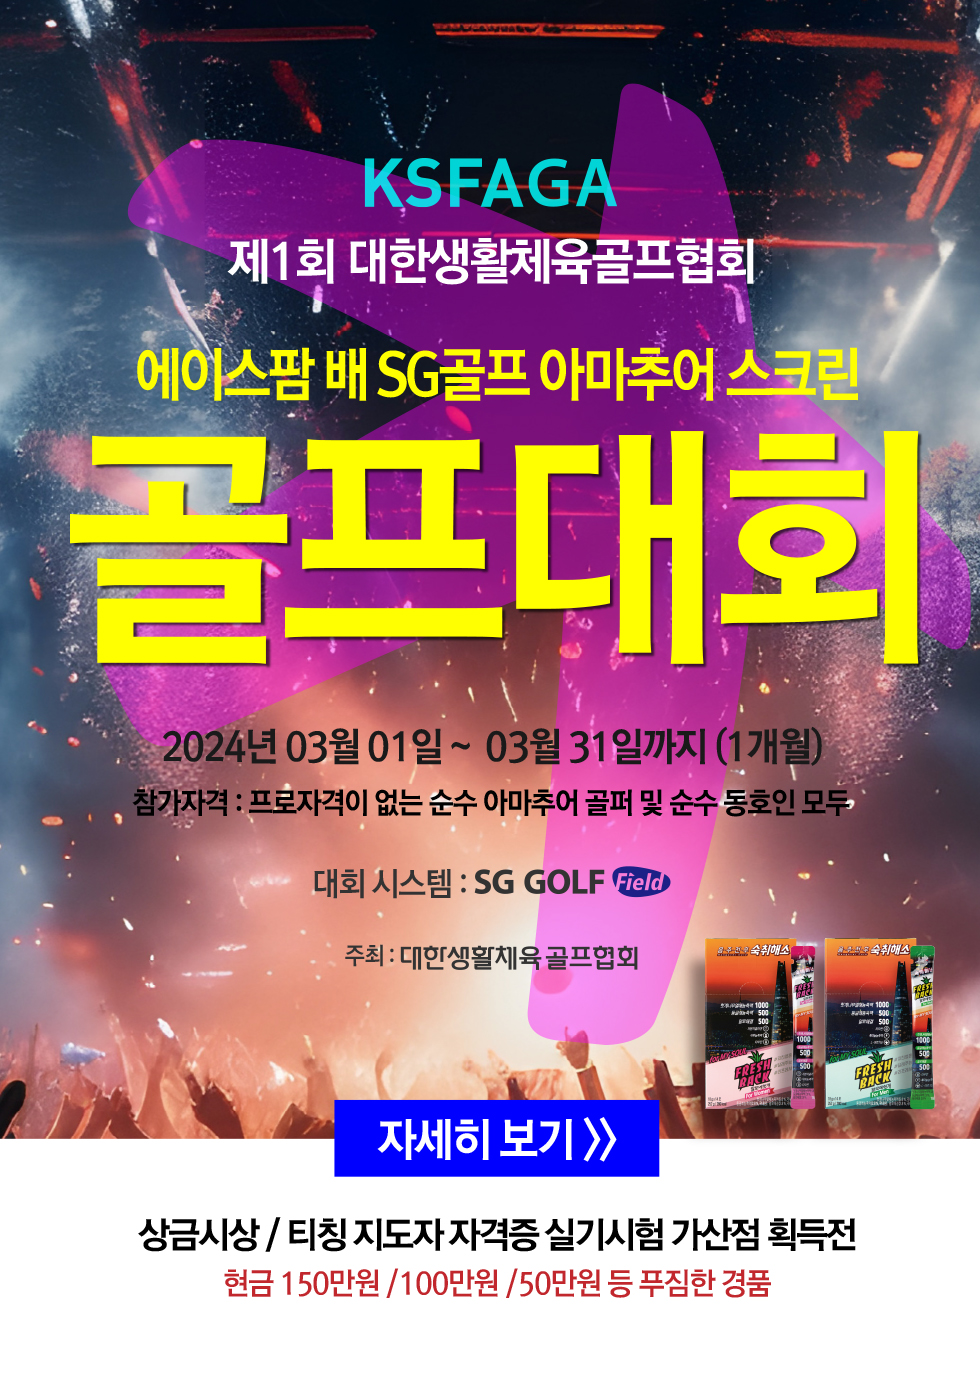 KSFAGA
제1회 대한생활체육골프협회
에이스팜 배 SG골프 아마추어 스크린
골프대회
2024년 03월 01일 ~ 03월 31일까지 (1개월)
참가자격 : 프로자격이 없는 순수 아마추어 골퍼 및 순수 동호인 모두
대회 시스템 : SG GOLF Field
주최 : 대한생활체육 골프협회
숙취해소 숙취해소
1000 1000
500 500
500 500
FRESH BACK FRESH BACK
자세히 보기 》
상금시상 / 티칭 지도자 자격증 실기시험 가산점 획득전
현금 150만원 /100만원 /50만원 등 푸짐한 경품